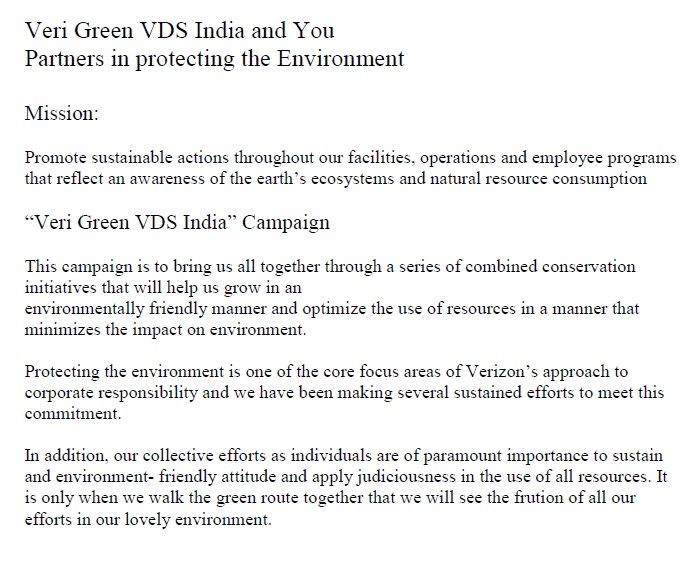 Veri Green VDS India and You
Partners in protecting the Environment
Mission:
Promote sustainable actions throughout our facilities, operations and employee programs
that reflect an awareness of the earth’s ecosystems and natural resource consumption
“Veri Green VDS India” Campaign
This campaign is to bring us all together through a series of combined conservation
initiatives that will help us grow in an
environmentally friendly manner and optimize the use of resources in a manner that
minimizes the impact on environment.
Protecting the environment is one of the core focus areas of Verizon’s approach to
corporate responsibility and we have been making several sustained efforts to meet this
commitment.
In addition, our collective efforts as individuals are of paramount importance to sustain
and environment- friendly attitude and apply judiciousness in the use of all resources. It
is only when we walk the green route together that we will see the frution of all our
efforts in our lovely environment.